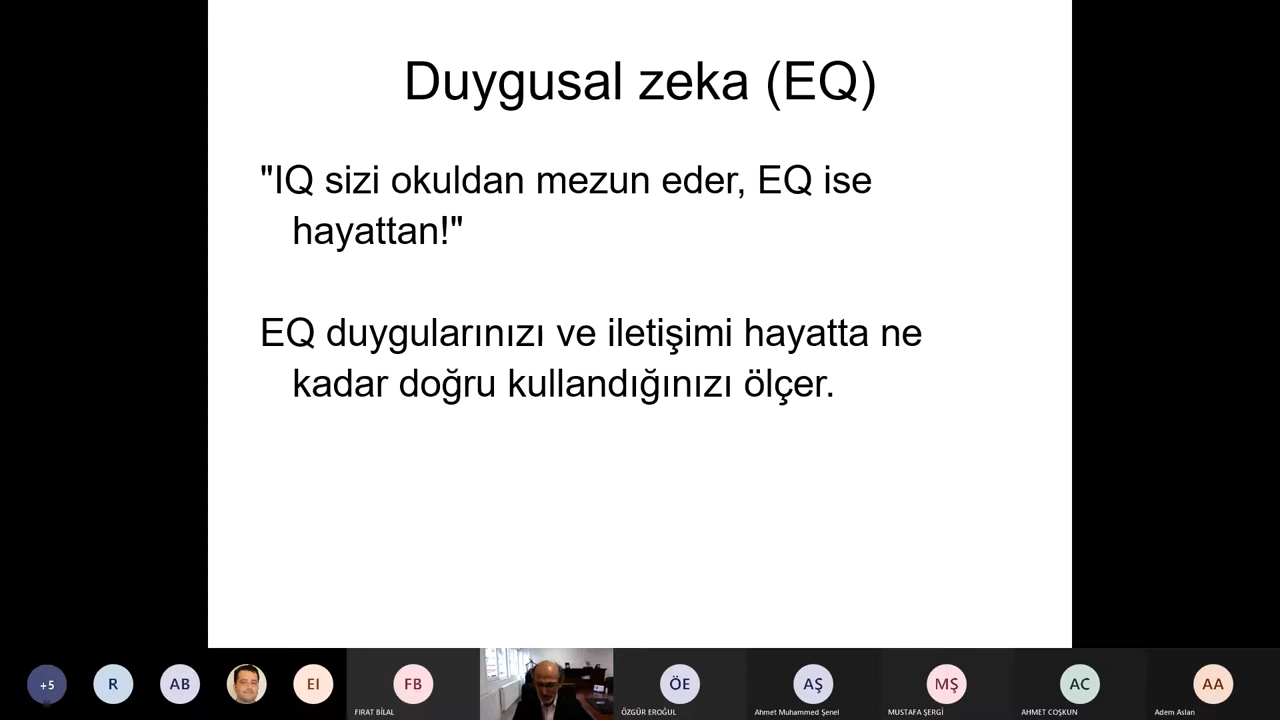 Duygusal zeka (EQ)
"IQ sizi okuldan mezun eder, EQ ise
hayattan!"
EQ duygularınızı ve iletişimi hayatta ne
kadar doğru kullandığınızı ölçer.
+5
R
AB
EI
FB
FIRAT BİLAL
ÖE
ÖZGÜR EROĞUL
AŞ
Ahmet Muhammed Şenel
MŞ
MUSTAFA ŞERGİ
AC
AHMET COŞKUN
AA
Adem Aslan